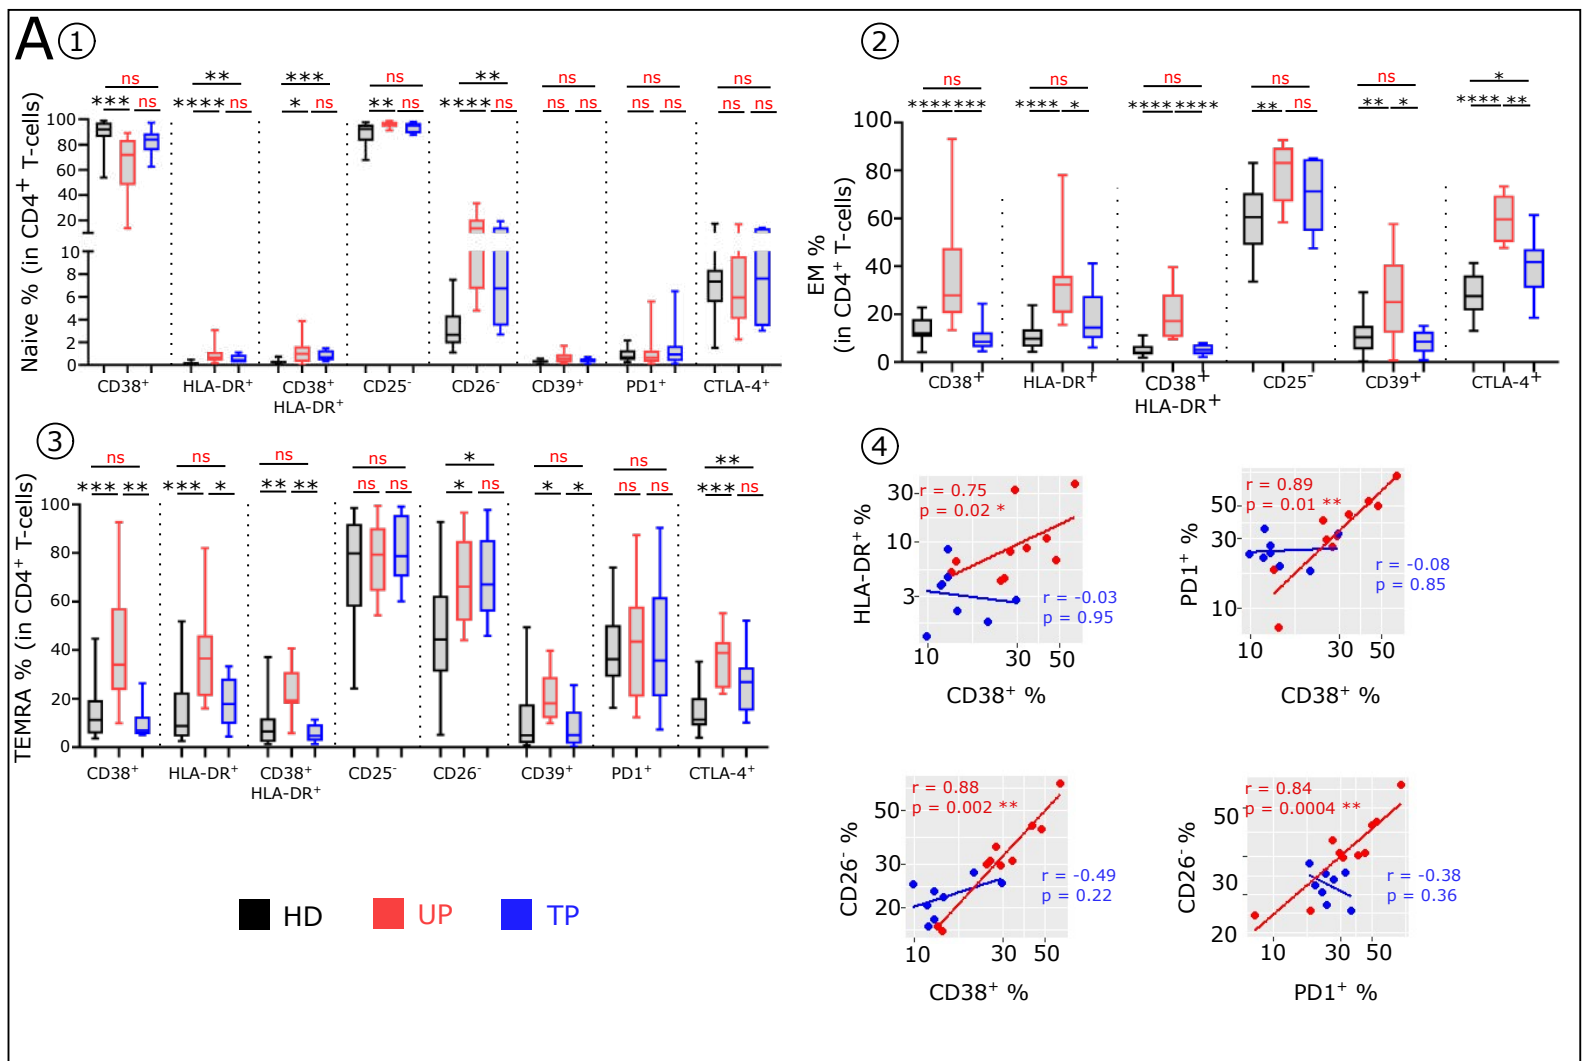 A
1
ns
**
***
ns
**
ns
ns
ns
*** ns
**** ns
* ns
** ns
**** ns
ns ns
ns ns
ns ns
Naive % (in CD4+ T-cells)
100
80
60
40
20
10
8
6
4
2
0
CD38+
HLA-DR+
CD38+
HLA-DR+
CD25-
CD26-
CD39+
PD1+
CTLA-4+
2
ns
ns
ns
ns
ns
*
**** ***
**** *
**** ****
** ns
** *
**** **
EM %
(in CD4+ T-cells)
100
80
60
40
20
0
CD38+
HLA-DR+
CD38+
HLA-DR+
CD25-
CD39+
CTLA-4+
3
ns
ns
ns
ns
*
ns
ns
**
*** **
*** *
** **
ns ns
* ns
* *
ns ns
*** ns
TEMRA % (in CD4+ T-cells)
100
80
60
40
20
0
CD38+
HLA-DR+
CD38+
HLA-DR+
CD25-
CD26-
CD39+
PD1+
CTLA-4+
HD
UP
TP
4
HLA-DR+ %
30
10
3
r = 0.75
p = 0.02 *
r = -0.03
p = 0.95
10 30 50
CD38+ %
PD1+ %
50
30
10
r = 0.89
p = 0.01 **
r = -0.08
p = 0.85
10 30 50
CD38+ %
CD26- %
50
30
20
r = 0.88
p = 0.002 **
r = -0.49
p = 0.22
10 30 50
CD38+ %
CD26- %
50
30
20
r = 0.84
p = 0.0004 **
r = -0.38
p = 0.36
10 30 50
PD1+ %